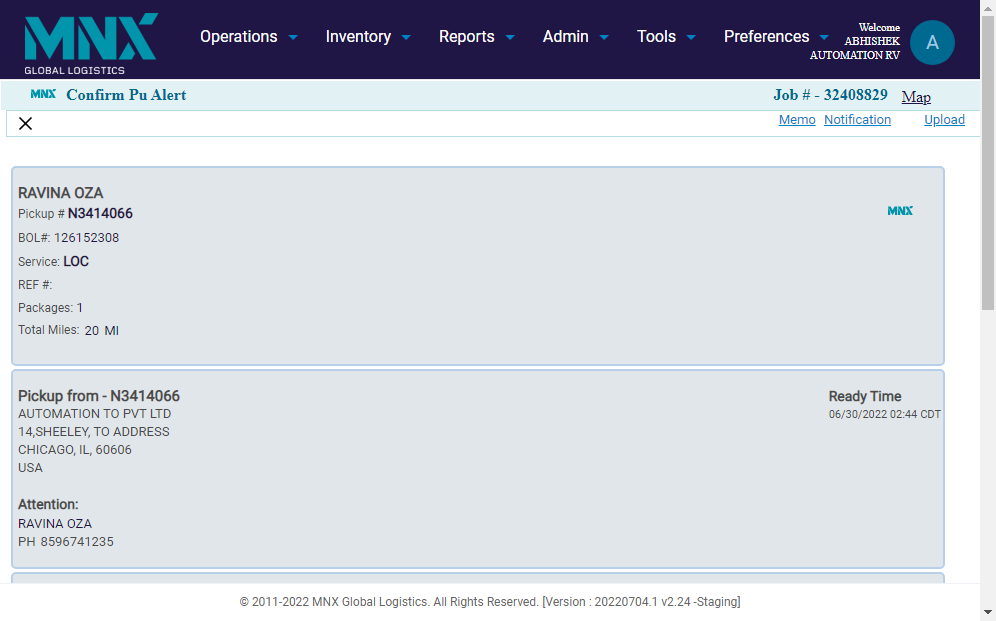 MNX
GLOBAL LOGISTICS
Operations Inventory Reports Admin Tools Preferences
Welcome
ABHISHEK
AUTOMATION RV
A
MNX Confirm Pu Alert Job # - 32408829 Map
Memo Notification Upload
RAVINA OZA
Pickup # N3414066
MNX
BOL#: 126152308
Service: LOC
REF #:
Packages: 1
Total Miles: 20 MI
Pickup from - N3414066 Ready Time
AUTOMATION TO PVT LTD 06/30/2022 02:44 CDT
14,SHEELEY, TO ADDRESS
CHICAGO, IL, 60606
USA
Attention:
RAVINA OZA
PH 8596741235
© 2011-2022 MNX Global Logistics. All Rights Reserved. [Version : 20220704.1 v2.24 -Staging]